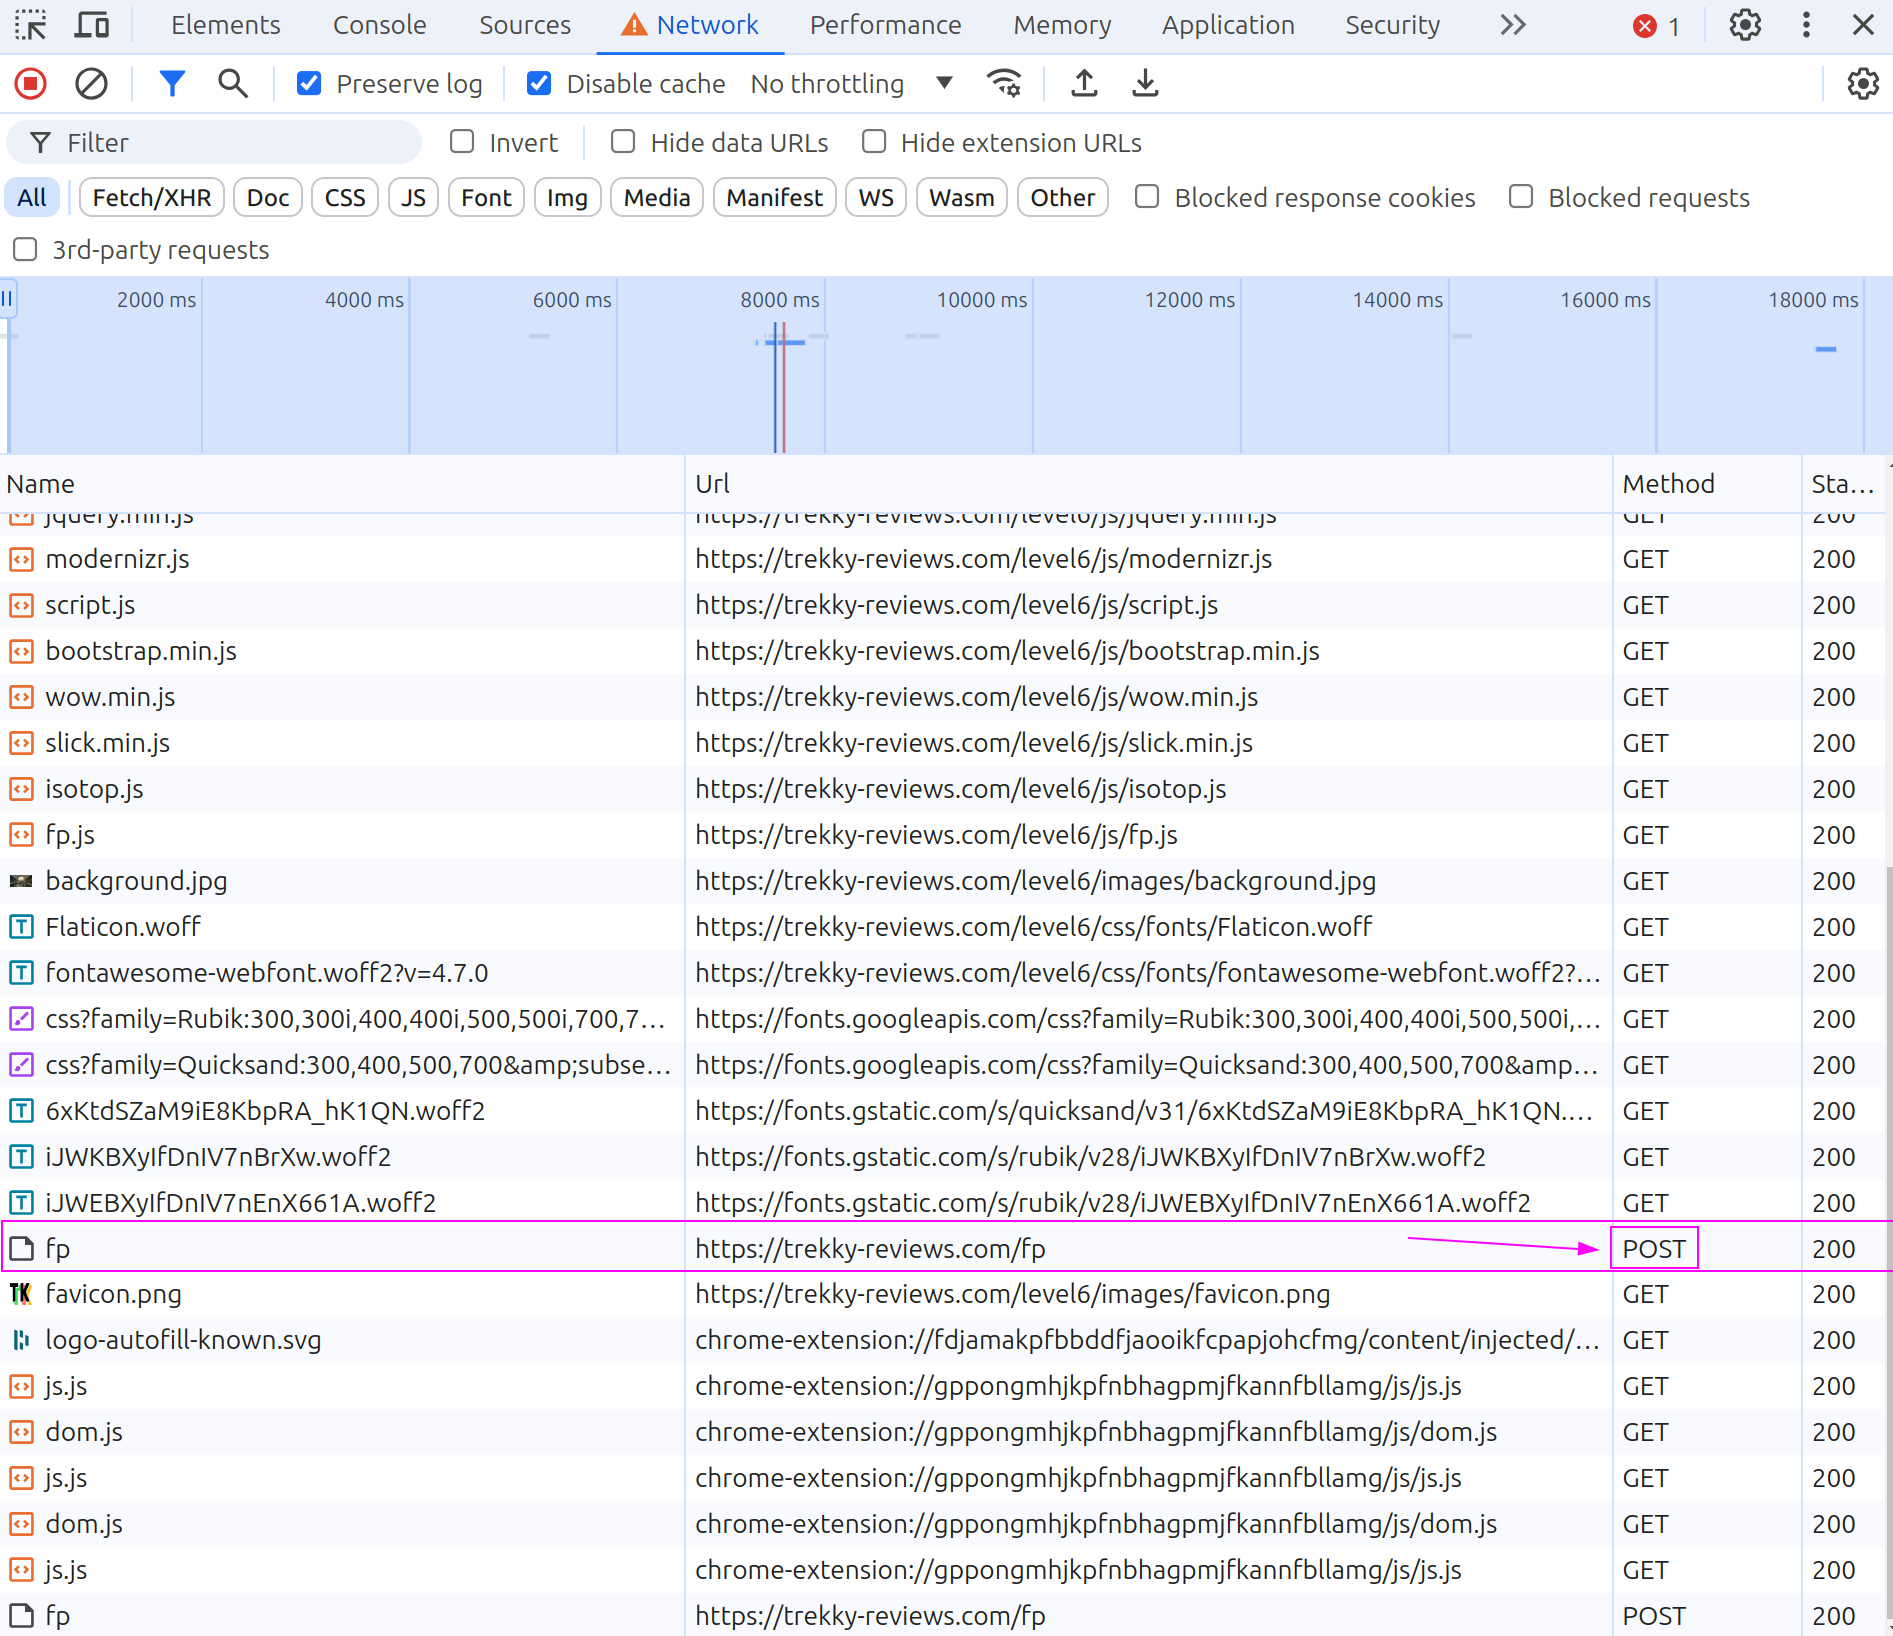 Elements Console Sources Network Performance Memory Application Security 1
Preserve log Disable cache No throttling
Filter Invert Hide data URLs Hide extension URLs
All Fetch/XHR Doc CSS JS Font Img Media Manifest WS Wasm Other Blocked response cookies Blocked requests
3rd-party requests
2000 ms 4000 ms 6000 ms 8000 ms 10000 ms 12000 ms 14000 ms 16000 ms 18000 ms
Name Url Method Sta...
jquery.min.js https://trekky-reviews.com/level6/js/jquery.min.js GET 200
modernizr.js https://trekky-reviews.com/level6/js/modernizr.js GET 200
script.js https://trekky-reviews.com/level6/js/script.js GET 200
bootstrap.min.js https://trekky-reviews.com/level6/js/bootstrap.min.js GET 200
wow.min.js https://trekky-reviews.com/level6/js/wow.min.js GET 200
slick.min.js https://trekky-reviews.com/level6/js/slick.min.js GET 200
isotop.js https://trekky-reviews.com/level6/js/isotop.js GET 200
fp.js https://trekky-reviews.com/level6/js/fp.js GET 200
background.jpg https://trekky-reviews.com/level6/images/background.jpg GET 200
Flaticon.woff https://trekky-reviews.com/level6/css/fonts/Flaticon.woff GET 200
fontawesome-webfont.woff2?v=4.7.0 https://trekky-reviews.com/level6/css/fonts/fontawesome-webfont.woff2?... GET 200
css?family=Rubik:300,300i,400,400i,500,500i,700,7... https://fonts.googleapis.com/css?family=Rubik:300,300i,400,400i,500,500i,... GET 200
css?family=Quicksand:300,400,500,700&amp;subse... https://fonts.googleapis.com/css?family=Quicksand:300,400,500,700&amp... GET 200
6xKtdSZaM9iE8KbpRA_hK1QN.woff2 https://fonts.gstatic.com/s/quicksand/v31/6xKtdSZaM9iE8KbpRA_hK1QN.... GET 200
iJWKBXyIfDnIV7nBrXw.woff2 https://fonts.gstatic.com/s/rubik/v28/iJWKBXyIfDnIV7nBrXw.woff2 GET 200
iJWEBXyIfDnIV7nEnX661A.woff2 https://fonts.gstatic.com/s/rubik/v28/iJWEBXyIfDnIV7nEnX661A.woff2 GET 200
fp https://trekky-reviews.com/fp POST 200
TK favicon.png https://trekky-reviews.com/level6/images/favicon.png GET 200
logo-autofill-known.svg chrome-extension://fdjamakpfbbddfjaooikfcpapjohcfmg/content/injected/... GET 200
js.js chrome-extension://gppongmhjkpfnbhagpmjfkannfbllamg/js/js.js GET 200
dom.js chrome-extension://gppongmhjkpfnbhagpmjfkannfbllamg/js/dom.js GET 200
js.js chrome-extension://gppongmhjkpfnbhagpmjfkannfbllamg/js/js.js GET 200
dom.js chrome-extension://gppongmhjkpfnbhagpmjfkannfbllamg/js/dom.js GET 200
js.js chrome-extension://gppongmhjkpfnbhagpmjfkannfbllamg/js/js.js GET 200
fp https://trekky-reviews.com/fp POST 200